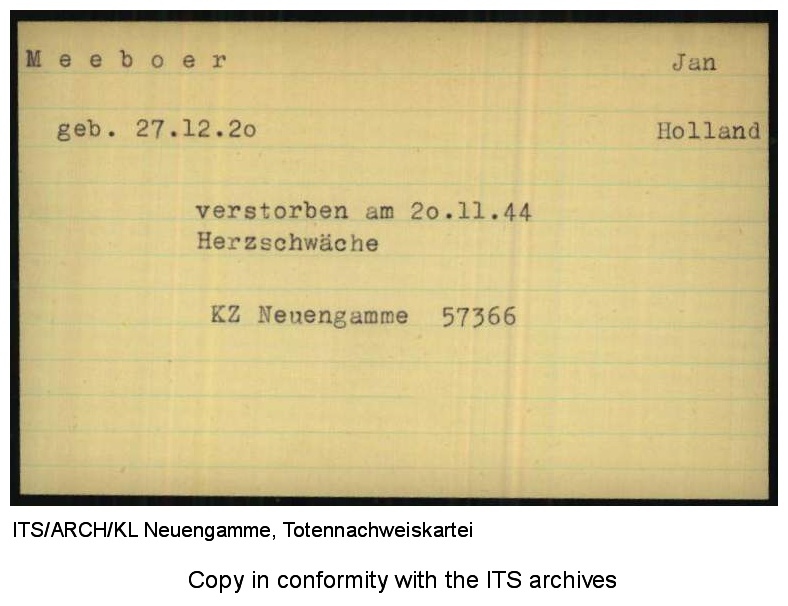 M e e b o e r Jan
geb. 27.12.2o Holland
verstorben am 2o.11.44
Herzschwäche
KZ Neuengamme 57366
ITS/ARCH/KL Neuengamme, Totennachweiskartei
Copy in conformity with the ITS archives